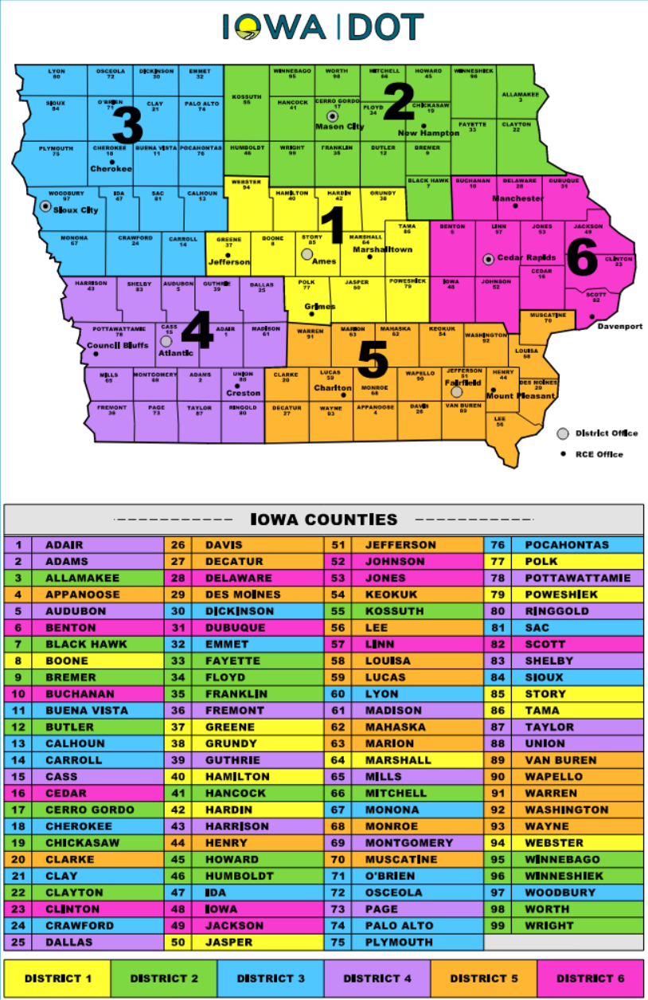 IOWA | DOT
LYON OSCEOLA DICKINSON EMMET WINNEBAGO WORTH MITCHELL HOWARD WINNESHIEK
60 72 30 32 95 98 66 45 96
KOSSUTH ALLAMAKEE
55 3
SIOUX O'BRIEN CLAY PALO ALTO HANCOCK CERRO GORDO FLOYD CHICKASAW
84 71 21 74 41 17 34 19
3 2
Mason City New Hampton
FAYETTE CLAYTON
33 22
PLYMOUTH CHEROKEE BUENA VISTA POCAHONTAS HUMBOLDT WRIGHT FRANKLIN BUTLER BREMER
75 18 11 76 46 99 35 12 9
Cherokee
WEBSTER BLACK HAWK BUCHANAN DELAWARE DUBUQUE
94 7 10 28 31
WOODBURY IDA SAC CALHOUN HAMILTON HARDIN GRUNDY
97 47 81 13 40 42 38
Sioux City Manchester
1
TAMA BENTON LINN JONES JACKSON
86 6 57 53 49
MONONA CRAWFORD CARROLL GREENE BOONE STORY MARSHALL
67 24 14 37 8 85 64
Jefferson Ames Marshalltown Cedar Rapids
6
CLINTON
23
CEDAR
16
HARRISON SHELBY AUDUBON GUTHRIE DALLAS POLK JASPER POWESHIEK IOWA JOHNSON
43 83 5 39 25 77 50 79 48 52
SCOTT
82
Grimes
MUSCATINE
70
Davenport
POTTAWATTAMIE CASS ADAIR MADISON WARREN MARION MAHASKA KEOKUK WASHINGTON
78 15 1 61 91 63 62 54 92
4 5
Council Bluffs Atlantic
LOUISA
58
MILLS MONTGOMERY ADAMS UNION CLARKE LUCAS MONROE WAPELLO JEFFERSON HENRY DES MOINES
65 69 2 88 20 59 68 90 51 44 29
Creston Charlton Fairfield Mount Pleasant
FREMONT PAGE TAYLOR RINGOLD DECATUR WAYNE APPANOOSE DAVIS VAN BUREN LEE
36 73 87 80 27 93 4 26 89 56
District Office
RCE Office
IOWA COUNTIES
1 ADAIR 26 DAVIS 51 JEFFERSON 76 POCAHONTAS
2 ADAMS 27 DECATUR 52 JOHNSON 77 POLK
3 ALLAMAKEE 28 DELAWARE 53 JONES 78 POTTAWATTAMIE
4 APPANOOSE 29 DES MOINES 54 KEOKUK 79 POWESHIEK
5 AUDUBON 30 DICKINSON 55 KOSSUTH 80 RINGGOLD
6 BENTON 31 DUBUQUE 56 LEE 81 SAC
7 BLACK HAWK 32 EMMET 57 LINN 82 SCOTT
8 BOONE 33 FAYETTE 58 LOUISA 83 SHELBY
9 BREMER 34 FLOYD 59 LUCAS 84 SIOUX
10 BUCHANAN 35 FRANKLIN 60 LYON 85 STORY
11 BUENA VISTA 36 FREMONT 61 MADISON 86 TAMA
12 BUTLER 37 GREENE 62 MAHASKA 87 TAYLOR
13 CALHOUN 38 GRUNDY 63 MARION 88 UNION
14 CARROLL 39 GUTHRIE 64 MARSHALL 89 VAN BUREN
15 CASS 40 HAMILTON 65 MILLS 90 WAPELLO
16 CEDAR 41 HANCOCK 66 MITCHELL 91 WARREN
17 CERRO GORDO 42 HARDIN 67 MONONA 92 WASHINGTON
18 CHEROKEE 43 HARRISON 68 MONROE 93 WAYNE
19 CHICKASAW 44 HENRY 69 MONTGOMERY 94 WEBSTER
20 CLARKE 45 HOWARD 70 MUSCATINE 95 WINNEBAGO
21 CLAY 46 HUMBOLDT 71 O'BRIEN 96 WINNESHIEK
22 CLAYTON 47 IDA 72 OSCEOLA 97 WOODBURY
23 CLINTON 48 IOWA 73 PAGE 98 WORTH
24 CRAWFORD 49 JACKSON 74 PALO ALTO 99 WRIGHT
25 DALLAS 50 JASPER 75 PLYMOUTH
DISTRICT 1 DISTRICT 2 DISTRICT 3 DISTRICT 4 DISTRICT 5 DISTRICT 6